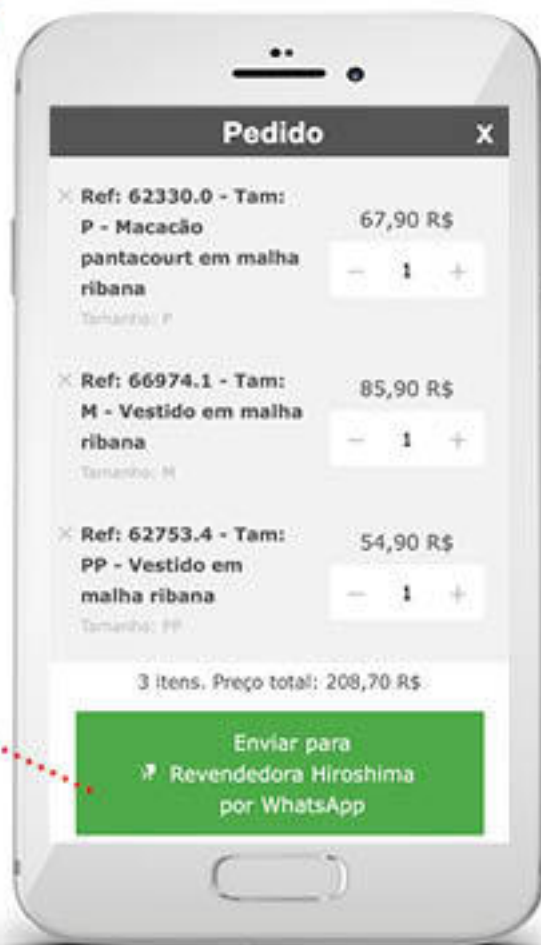 Pedido X
Ref: 62330.0 - Tam:
P - Macacão
pantacourt em malha
ribana
Tamanho: P
67,90 R$
− 1 +
Ref: 66974.1 - Tam:
M - Vestido em malha
ribana
Tamanho: M
85,90 R$
− 1 +
Ref: 62753.4 - Tam:
PP - Vestido em
malha ribana
Tamanho: PP
54,90 R$
− 1 +
3 itens. Preço total: 208,70 R$
Enviar para
Revendedora Hiroshima
por WhatsApp